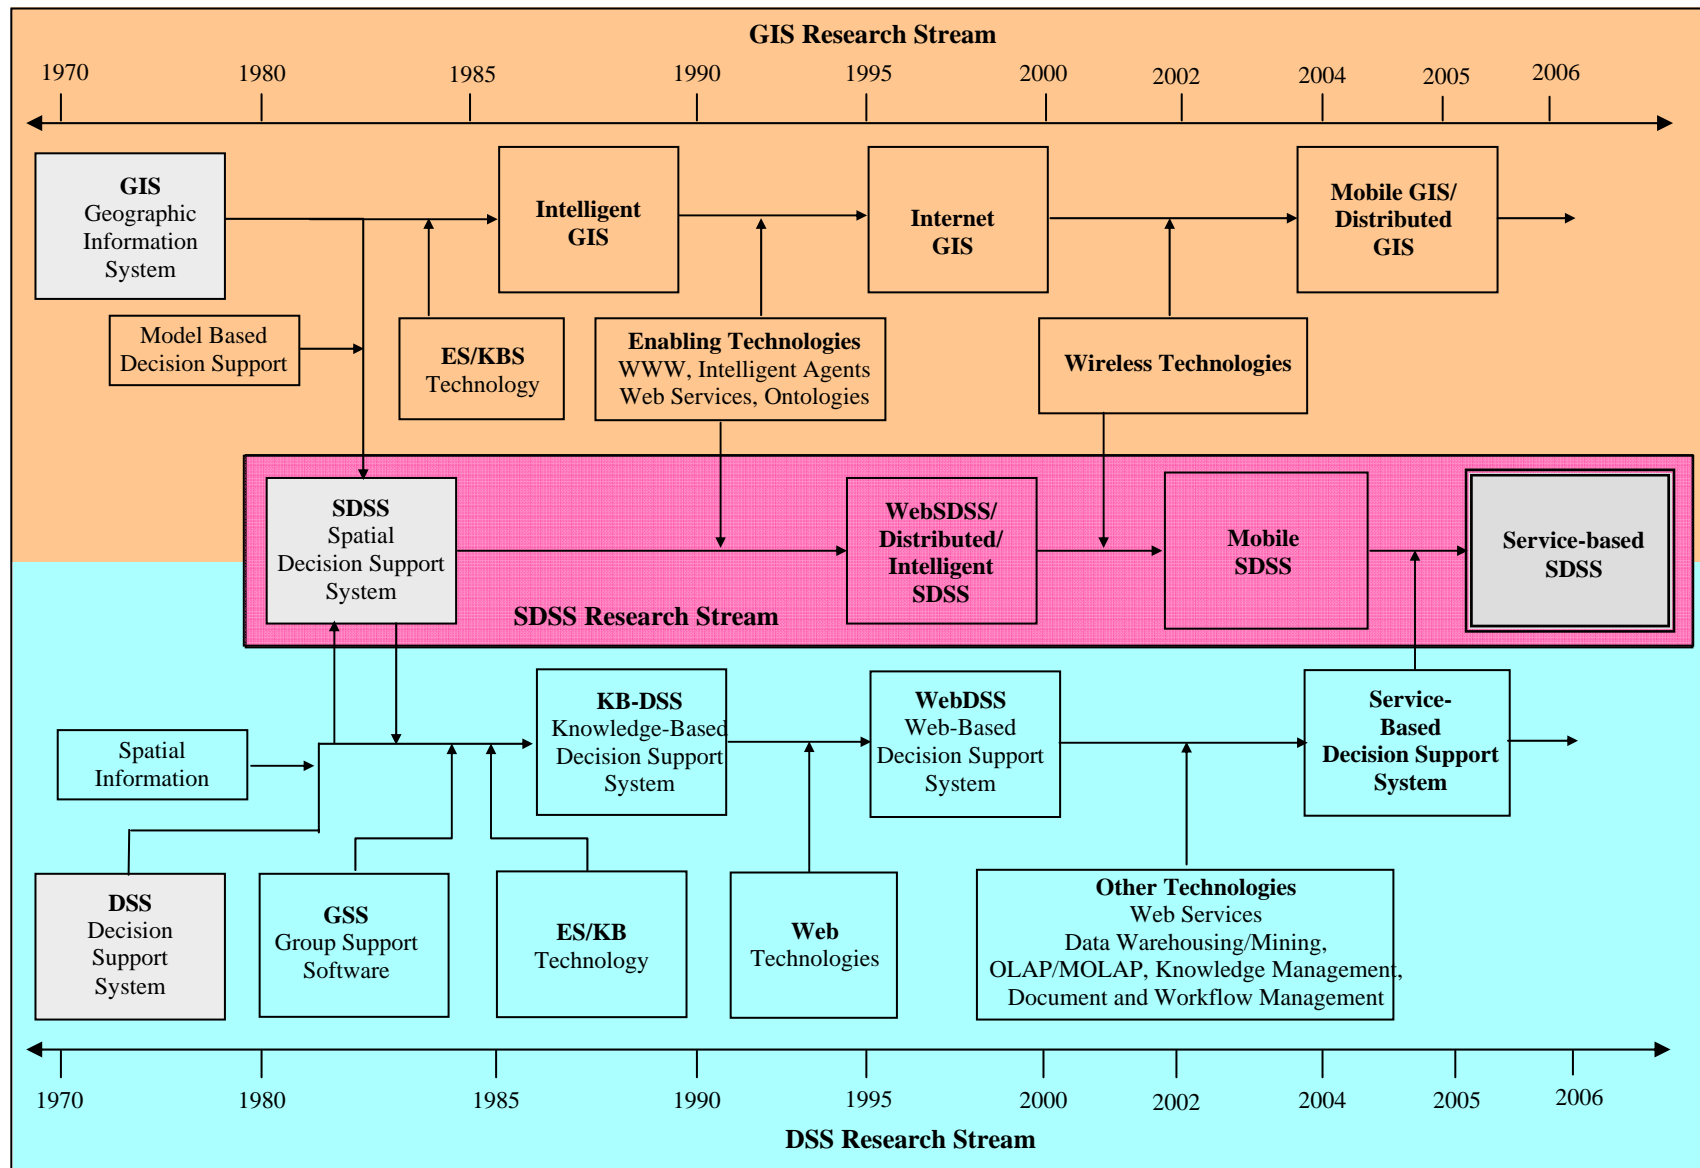 GIS Research Stream
1970 1980 1985 1990 1995 2000 2002 2004 2005 2006
GIS
Geographic
Information
System
Intelligent
GIS
Internet
GIS
Mobile GIS/
Distributed
GIS
Model Based
Decision Support
ES/KBS
Technology
Enabling Technologies
WWW, Intelligent Agents
Web Services, Ontologies
Wireless Technologies
SDSS
Spatial
Decision Support
System
WebSDSS/
Distributed/
Intelligent
SDSS
Mobile
SDSS
Service-based
SDSS
SDSS Research Stream
Spatial
Information
KB-DSS
Knowledge-Based
Decision Support
System
WebDSS
Web-Based
Decision Support
System
Service-
Based
Decision Support
System
DSS
Decision
Support
System
GSS
Group Support
Software
ES/KB
Technology
Web
Technologies
Other Technologies
Web Services
Data Warehousing/Mining,
OLAP/MOLAP, Knowledge Management,
Document and Workflow Management
1970 1980 1985 1990 1995 2000 2002 2004 2005 2006
DSS Research Stream